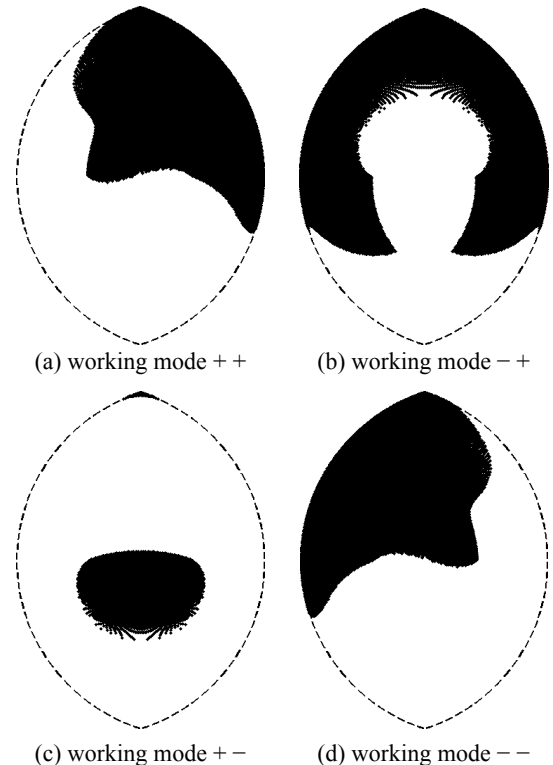 (a) working mode + +
(b) working mode − +
(c) working mode + −
(d) working mode − −